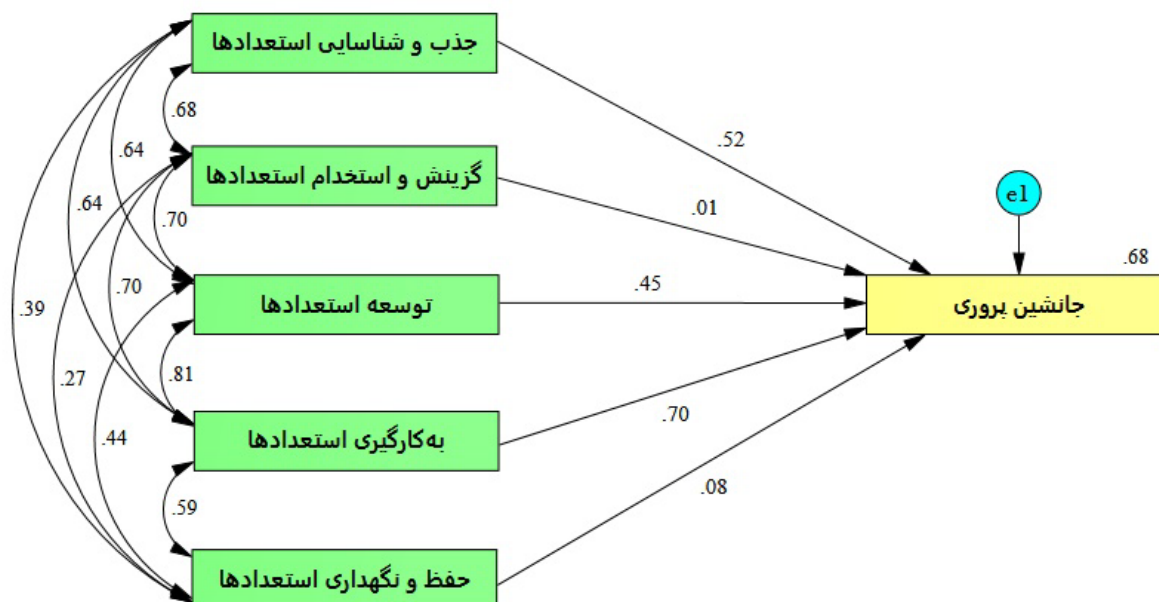 جذب و شناسایی استعدادها
.68
.52
.64
گزینش و استخدام استعدادها
e1
.64
.70
.01
.68
.70
.39
توسعه استعدادها
.45
جانشین پروری
.27
.81
.44
به‌کارگیری استعدادها
.70
.59
.08
حفظ و نگهداری استعدادها